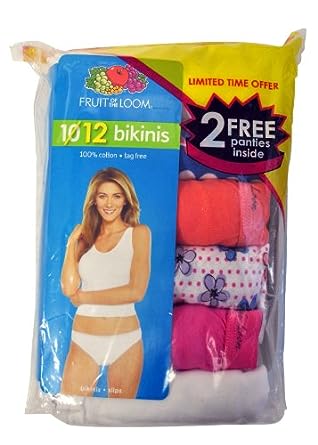 FRUIT OF THE LOOM
LIMITED TIME OFFER
10 12 bikinis
100% cotton • tag free
2 FREE
panties
inside
bikinis • slips